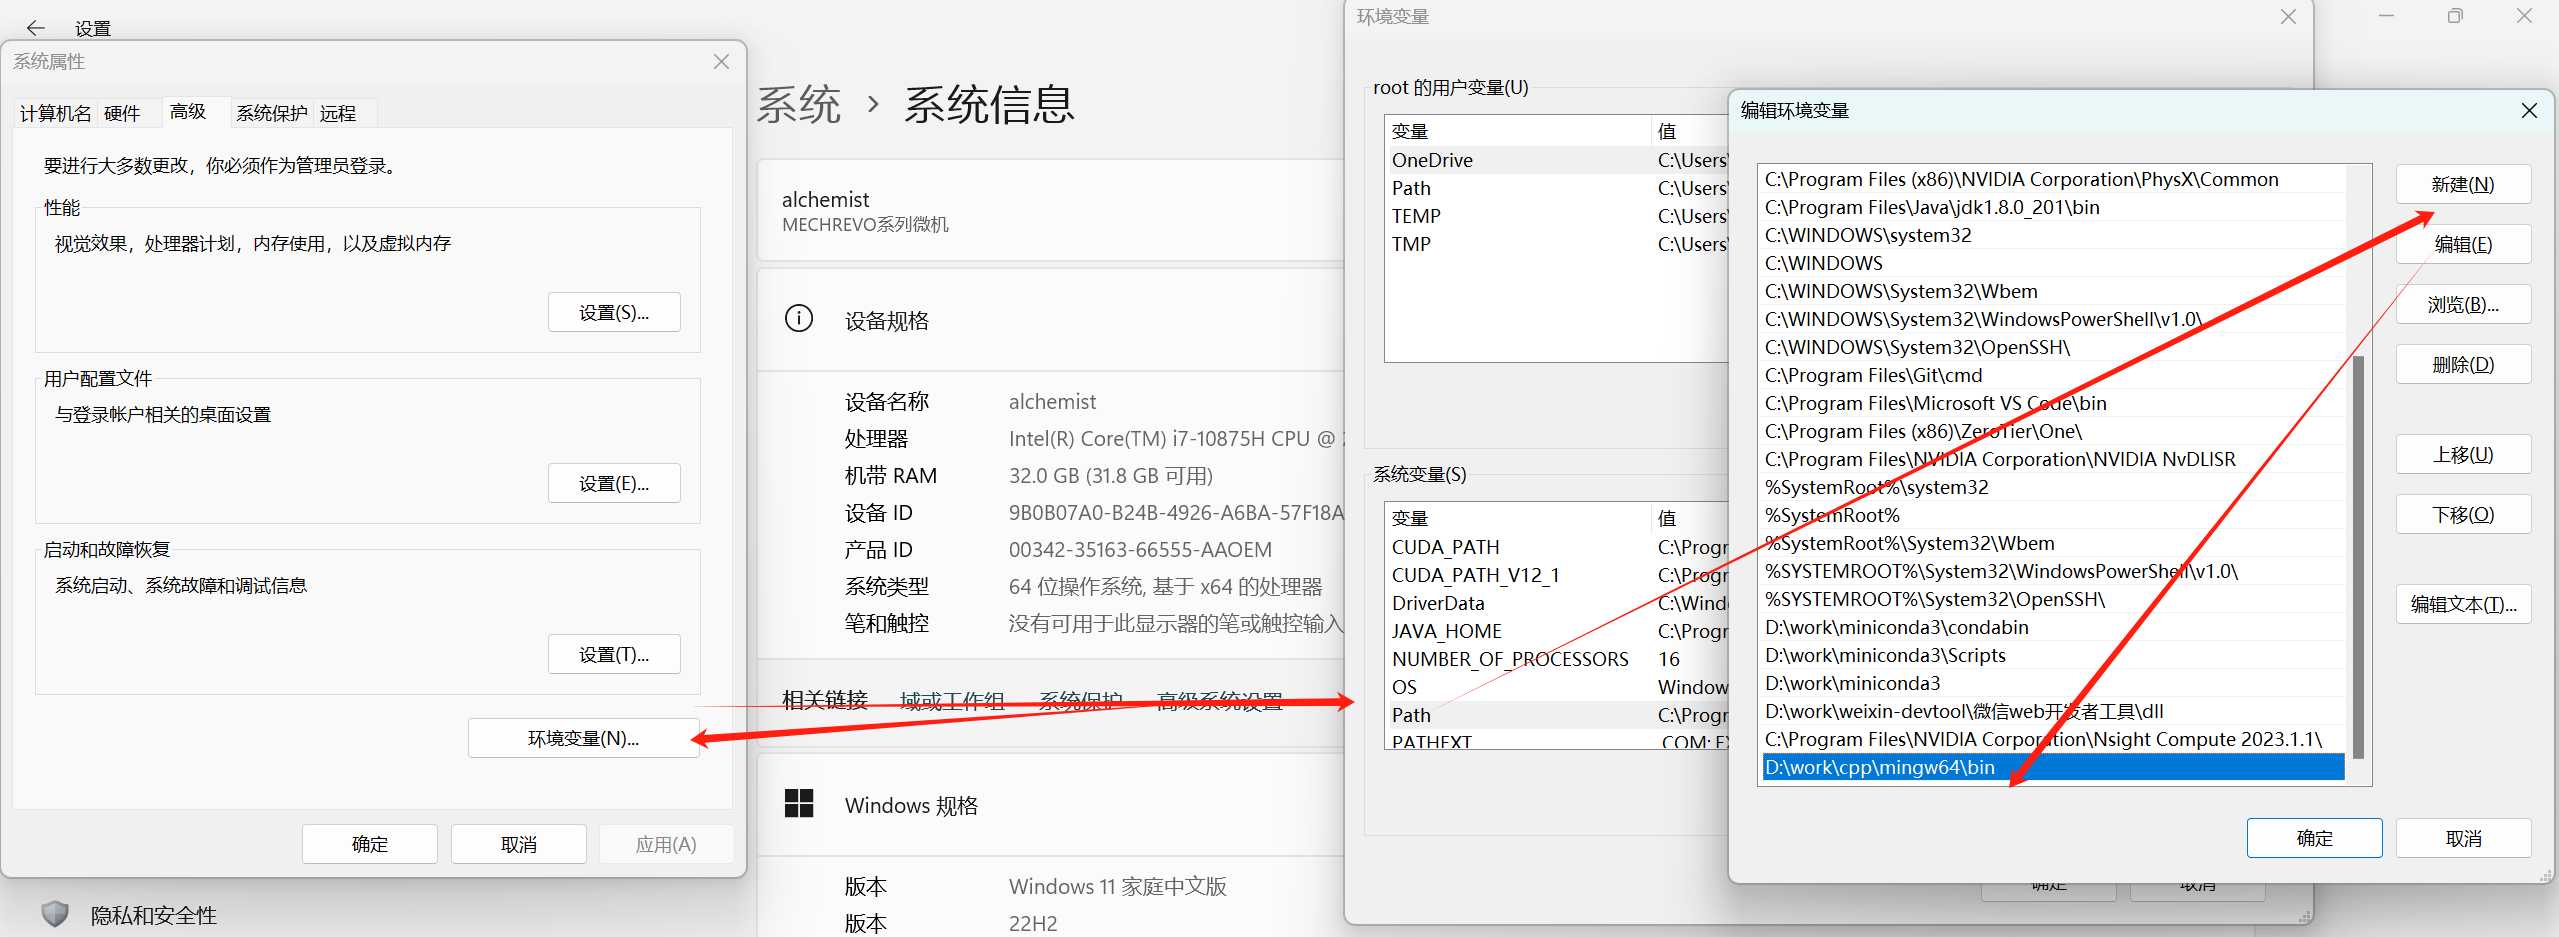 设置
系统属性
计算机名
硬件
高级
系统保护
远程
要进行大多数更改，你必须作为管理员登录。
性能
视觉效果，处理器计划，内存使用，以及虚拟内存
设置(S)...
用户配置文件
与登录帐户相关的桌面设置
设置(E)...
启动和故障恢复
系统启动、系统故障和调试信息
设置(T)...
环境变量(N)...
确定
取消
应用(A)
隐私和安全性
系统 › 系统信息
alchemist
MECHREVO系列微机
设备规格
设备名称 alchemist
处理器 Intel(R) Core(TM) i7-10875H CPU @
机带 RAM 32.0 GB (31.8 GB 可用)
设备 ID 9B0B07A0-B24B-4926-A6BA-57F18A
产品 ID 00342-35163-66555-AAOEM
系统类型 64 位操作系统, 基于 x64 的处理器
笔和触控 没有可用于此显示器的笔或触控输入
相关链接 域或工作组 系统保护 高级系统设置
Windows 规格
版本 Windows 11 家庭中文版
版本 22H2
环境变量
root 的用户变量(U)
变量 值
OneDrive C:\Users\
Path C:\Users\
TEMP C:\Users\
TMP C:\Users\
系统变量(S)
变量 值
CUDA_PATH C:\Progr
CUDA_PATH_V12_1 C:\Progr
DriverData C:\Windo
JAVA_HOME C:\Progr
NUMBER_OF_PROCESSORS 16
OS Window
Path C:\Progr
PATHEXT .COM;
确定
取消
编辑环境变量
C:\Program Files (x86)\NVIDIA Corporation\PhysX\Common
C:\Program Files\Java\jdk1.8.0_201\bin
C:\WINDOWS\system32
C:\WINDOWS
C:\WINDOWS\System32\Wbem
C:\WINDOWS\System32\WindowsPowerShell\v1.0\
C:\WINDOWS\System32\OpenSSH\
C:\Program Files\Git\cmd
C:\Program Files\Microsoft VS Code\bin
C:\Program Files (x86)\ZeroTier\One\
C:\Program Files\NVIDIA Corporation\NVIDIA NvDLISR
%SystemRoot%\system32
%SystemRoot%
%SystemRoot%\System32\Wbem
%SYSTEMROOT%\System32\WindowsPowerShell\v1.0\
%SYSTEMROOT%\System32\OpenSSH\
D:\work\miniconda3\condabin
D:\work\miniconda3\Scripts
D:\work\miniconda3
D:\work\weixin-devtool\微信web开发者工具\dll
C:\Program Files\NVIDIA Corporation\Nsight Compute 2023.1.1\
D:\work\cpp\mingw64\bin
新建(N)
编辑(E)
浏览(B)...
删除(D)
上移(U)
下移(O)
编辑文本(T)...
确定
取消